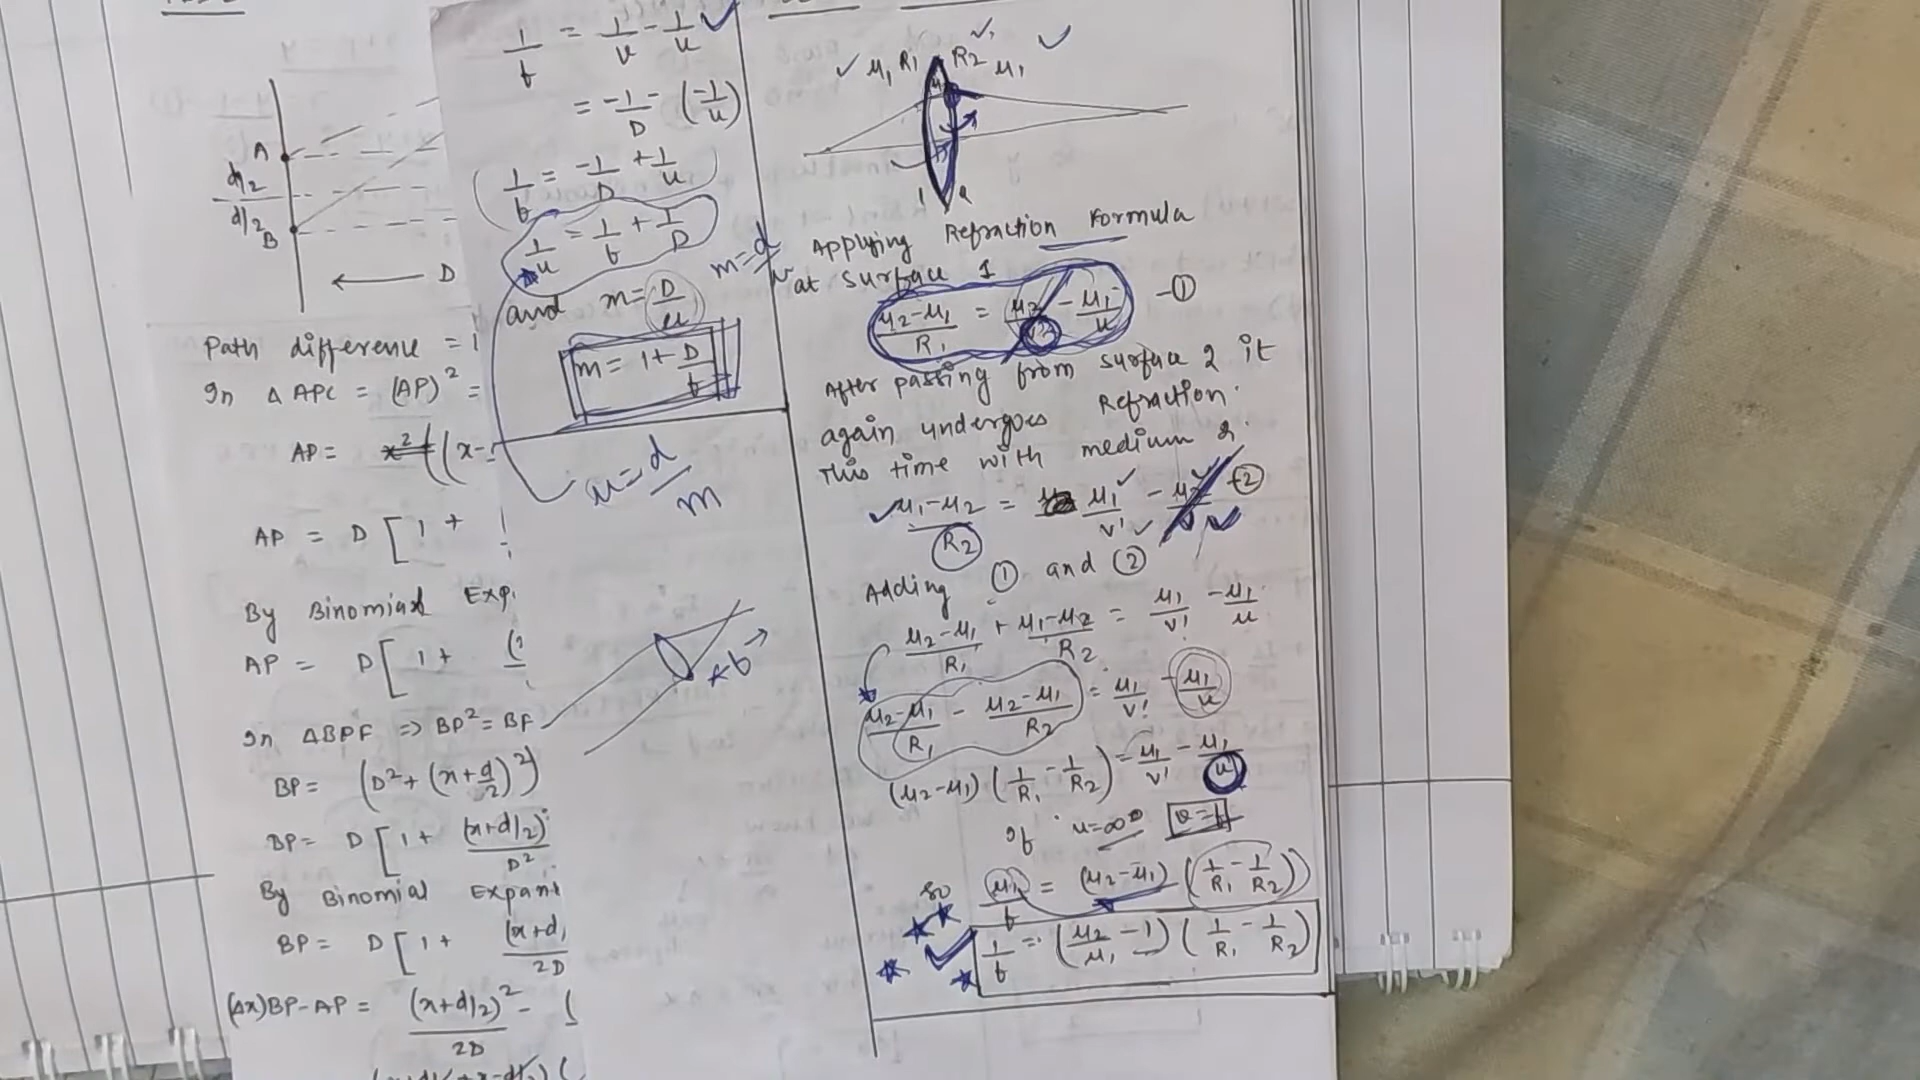 A
d/2
d/2
B
D
Path difference = 1
In Δ APC = (AP)² =
AP = x² ((x-
AP = D [ 1 +
By Binomial Exp.
AP = D [ 1 +
In ΔBPF => BP² = BF
BP = (D² + (x+d/2)²)
BP = D [ 1 + (x+d/2)² / D²
By Binomial Expan
BP = D [ 1 + (x+d/ / 2D
(Δx) BP-AP = (x+d/2)² - ( / 2D
1/f = 1/v - 1/u ✓
= -1/D - (-1/u)
1/f = -1/D + 1/u
1/u = 1/f + 1/D
and m = D/u
m = 1 + D/f
m = d/u
u = d/m
f
✓ μ1 R1 R2 μ1 ✓
1 2
Applying Refraction Formula
at surface 1
μ2-μ1/R1 = μ2/v - μ1/u -①
After passing from surface 2 it
again undergoes Refraction.
This time with medium 2.
✓ μ1-μ2/R2 = μ1/v' - μ2/v -②
Adding ① and ②
μ2-μ1/R1 + μ1-μ2/R2 = μ1/v' - μ1/u
μ2-μ1/R1 - μ2-μ1/R2 = μ1/v' - μ1/u
(μ2-μ1) (1/R1 - 1/R2) = μ1/v' - μ1/u
If u=∞ v=f
so μ1/f = (μ2-μ1) (1/R1 - 1/R2)
1/f = (μ2/μ1 - 1) (1/R1 - 1/R2)